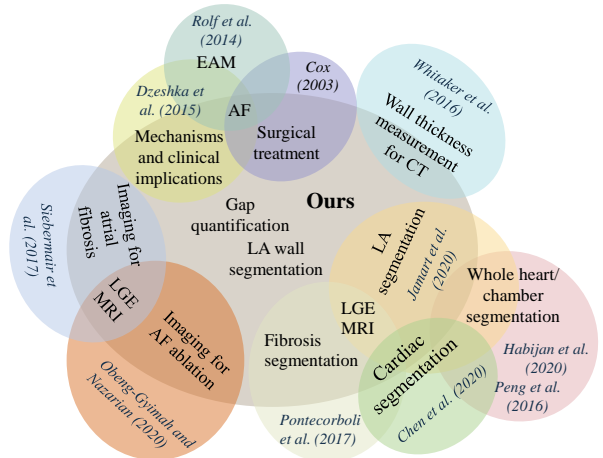 Rolf et al.
(2014)
EAM
Cox
(2003)
Whitaker et al.
(2016)
Wall thickness
measurement
for CT
Dzeshka et
al. (2015)
AF
Mechanisms
and clinical
implications
Surgical
treatment
Ours
Siebermair et
al. (2017)
Imaging for
atrial
fibrosis
Gap
quantification
LA wall
segmentation
LA
segmentation
Jamart et al.
(2020)
Whole heart/
chamber
segmentation
LGE
MRI
Imaging for
AF ablation
LGE
MRI
Fibrosis
segmentation
Cardiac
segmentation
Habijan et al.
(2020)
Peng et al.
(2016)
Obeng-Gyimah and
Nazarian (2020)
Pontecorboli
et al. (2017)
Chen et al. (2020)